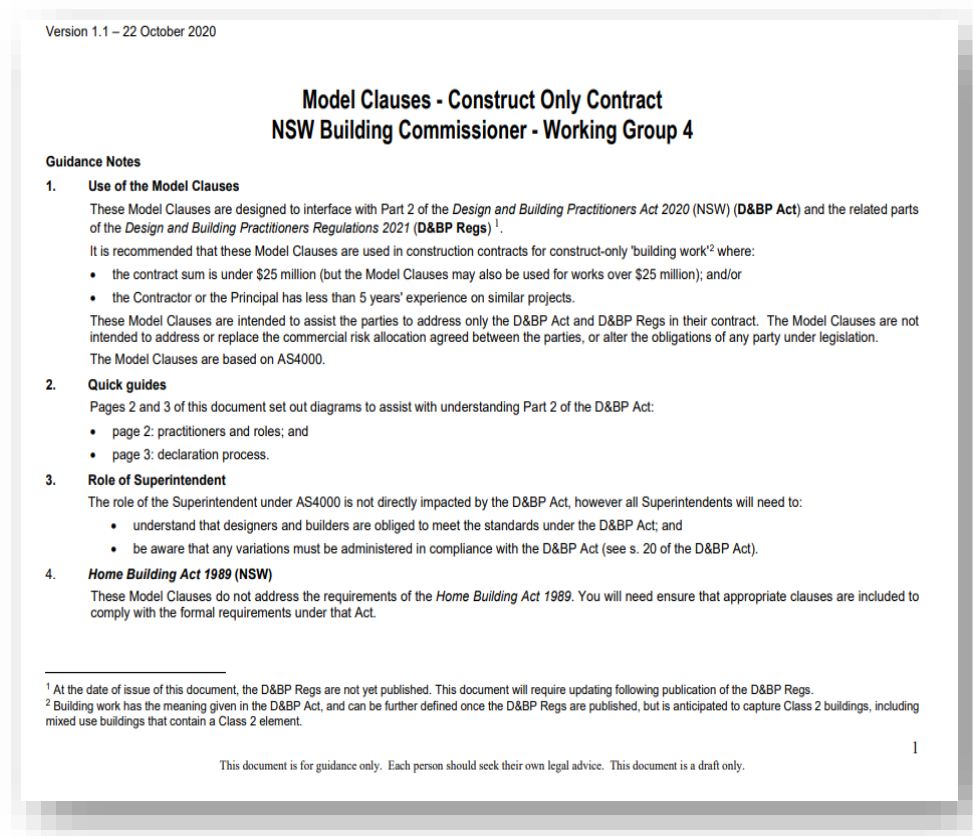 Version 1.1 – 22 October 2020
Model Clauses - Construct Only Contract
NSW Building Commissioner - Working Group 4
Guidance Notes
1. Use of the Model Clauses
These Model Clauses are designed to interface with Part 2 of the Design and Building Practitioners Act 2020 (NSW) (D&BP Act) and the related parts
of the Design and Building Practitioners Regulations 2021 (D&BP Regs) 1.
It is recommended that these Model Clauses are used in construction contracts for construct-only 'building work'2 where:
• the contract sum is under $25 million (but the Model Clauses may also be used for works over $25 million); and/or
• the Contractor or the Principal has less than 5 years' experience on similar projects.
These Model Clauses are intended to assist the parties to address only the D&BP Act and D&BP Regs in their contract. The Model Clauses are not
intended to address or replace the commercial risk allocation agreed between the parties, or alter the obligations of any party under legislation.
The Model Clauses are based on AS4000.
2. Quick guides
Pages 2 and 3 of this document set out diagrams to assist with understanding Part 2 of the D&BP Act:
• page 2: practitioners and roles; and
• page 3: declaration process.
3. Role of Superintendent
The role of the Superintendent under AS4000 is not directly impacted by the D&BP Act, however all Superintendents will need to:
• understand that designers and builders are obliged to meet the standards under the D&BP Act; and
• be aware that any variations must be administered in compliance with the D&BP Act (see s. 20 of the D&BP Act).
4. Home Building Act 1989 (NSW)
These Model Clauses do not address the requirements of the Home Building Act 1989. You will need ensure that appropriate clauses are included to
comply with the formal requirements under that Act.
1 At the date of issue of this document, the D&BP Regs are not yet published. This document will require updating following publication of the D&BP Regs.
2 Building work has the meaning given in the D&BP Act, and can be further defined once the D&BP Regs are published, but is anticipated to capture Class 2 buildings, including
mixed use buildings that contain a Class 2 element.
1
This document is for guidance only. Each person should seek their own legal advice. This document is a draft only.